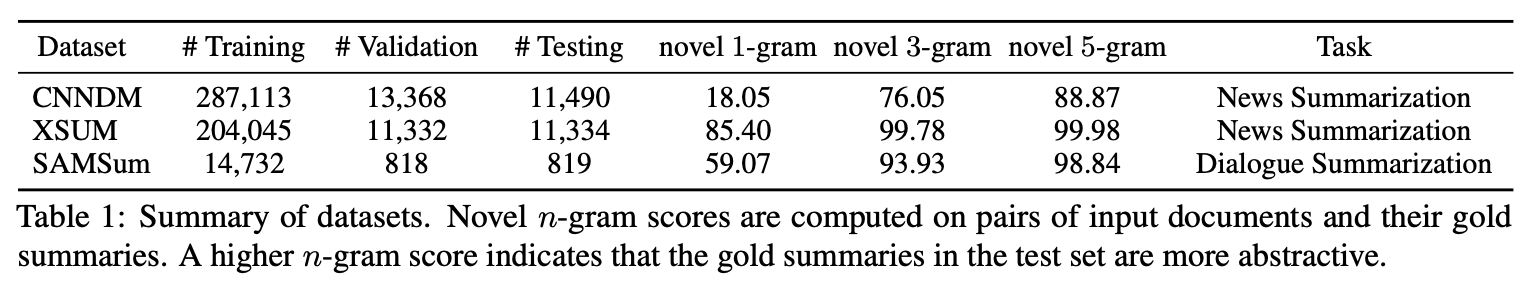 Dataset # Training # Validation # Testing novel 1-gram novel 3-gram novel 5-gram Task
CNNDM 287,113 13,368 11,490 18.05 76.05 88.87 News Summarization
XSUM 204,045 11,332 11,334 85.40 99.78 99.98 News Summarization
SAMSum 14,732 818 819 59.07 93.93 98.84 Dialogue Summarization
Table 1: Summary of datasets. Novel n-gram scores are computed on pairs of input documents and their gold
summaries. A higher n-gram score indicates that the gold summaries in the test set are more abstractive.